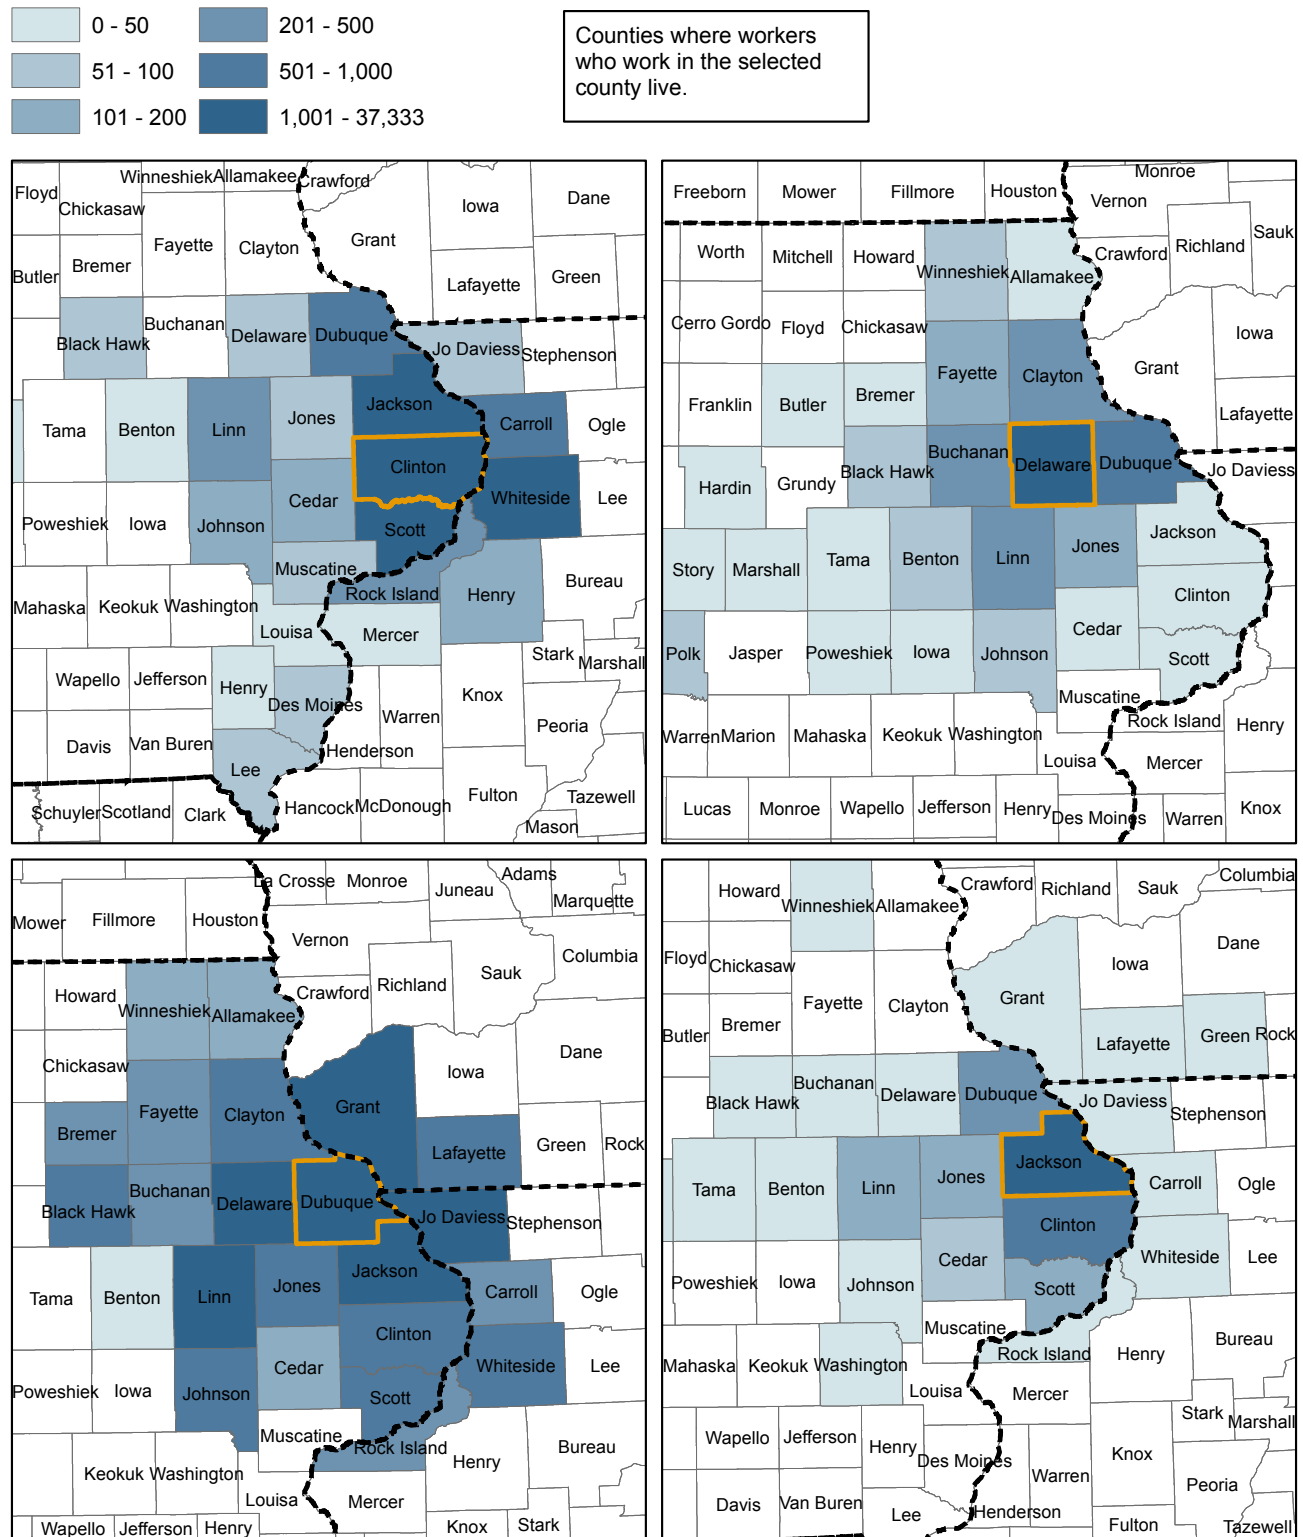 0 - 50
201 - 500
51 - 100
501 - 1,000
101 - 200
1,001 - 37,333
Counties where workers
who work in the selected
county live.
Winneshiek Allamakee Crawford
Floyd Chickasaw Iowa Dane
Fayette Clayton Grant
Butler Bremer Lafayette Green
Black Hawk Buchanan Delaware Dubuque Jo Daviess Stephenson
Tama Benton Linn Jones Jackson Carroll Ogle
Clinton
Poweshiek Iowa Johnson Cedar Whiteside Lee
Scott
Muscatine
Mahaska Keokuk Washington Rock Island Henry Bureau
Louisa Mercer
Wapello Jefferson Henry Stark Marshall
Des Moines Knox
Davis Van Buren Warren Peoria
Lee Henderson
Schuyler Scotland Clark Hancock McDonough Fulton Tazewell
Mason
Monroe
Freeborn Mower Fillmore Houston Vernon
Richland Sauk
Worth Mitchell Howard Winneshiek Allamakee Crawford
Cerro Gordo Floyd Chickasaw Iowa
Fayette Clayton Grant
Franklin Butler Bremer Lafayette
Hardin Grundy Black Hawk Buchanan Delaware Dubuque Jo Daviess
Story Marshall Tama Benton Linn Jones Jackson
Clinton
Polk Jasper Poweshiek Iowa Johnson Cedar
Scott
Muscatine
Warren Marion Mahaska Keokuk Washington Rock Island Henry
Louisa Mercer
Lucas Monroe Wapello Jefferson Henry Des Moines Warren Knox
La Crosse Monroe Juneau Adams
Marquette
Mower Fillmore Houston
Vernon Columbia
Richland Sauk
Howard Winneshiek Allamakee Crawford
Chickasaw Iowa Dane
Fayette Clayton Grant
Bremer Lafayette Green Rock
Black Hawk Buchanan Delaware Dubuque Jo Daviess Stephenson
Tama Benton Linn Jones Jackson Carroll Ogle
Clinton
Poweshiek Iowa Johnson Cedar Whiteside Lee
Scott
Muscatine Rock Island Bureau
Keokuk Washington Henry
Louisa Mercer
Wapello Jefferson Henry Knox Stark
Howard Winneshiek Allamakee Crawford Richland Sauk Columbia
Floyd Chickasaw Iowa Dane
Fayette Clayton Grant
Butler Bremer Lafayette Green Rock
Black Hawk Buchanan Delaware Dubuque Jo Daviess Stephenson
Tama Benton Linn Jones Jackson Carroll Ogle
Clinton
Poweshiek Iowa Johnson Cedar Whiteside Lee
Scott
Muscatine
Mahaska Keokuk Washington Rock Island Henry Bureau
Louisa Mercer
Wapello Jefferson Henry Stark Marshall
Des Moines Knox
Davis Van Buren Warren Peoria
Lee Henderson Fulton Tazewell